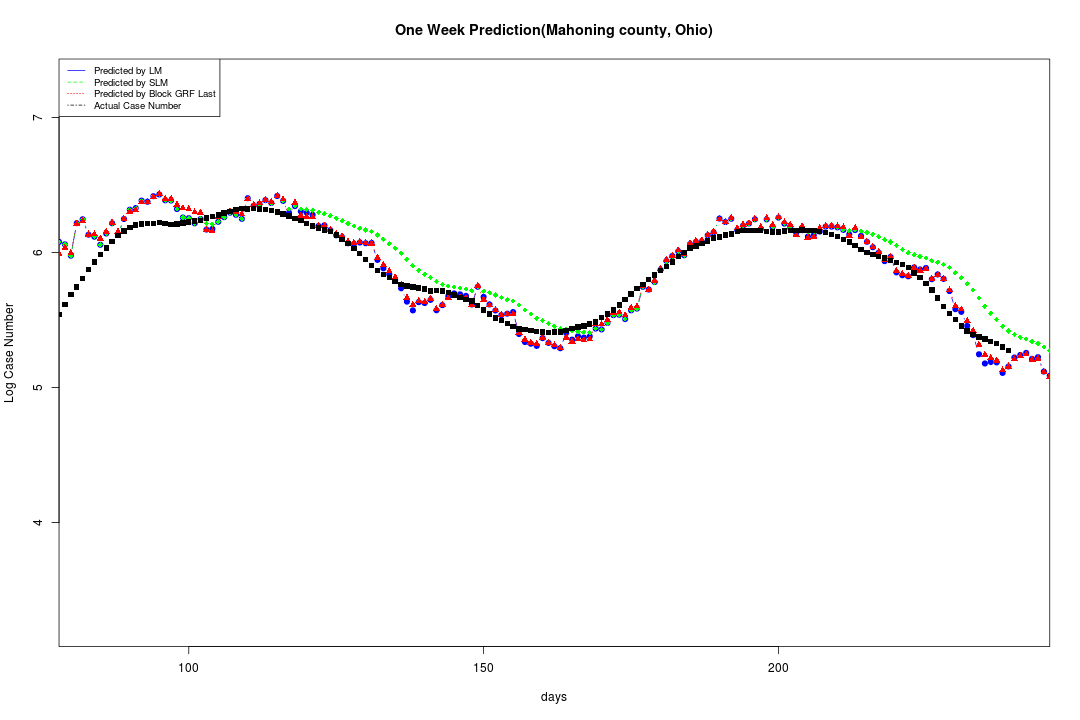 One Week Prediction(Mahoning county, Ohio)
Predicted by LM
Predicted by SLM
Predicted by Block GRF Last
Actual Case Number
7
6
5
4
Log Case Number
100 150 200
days